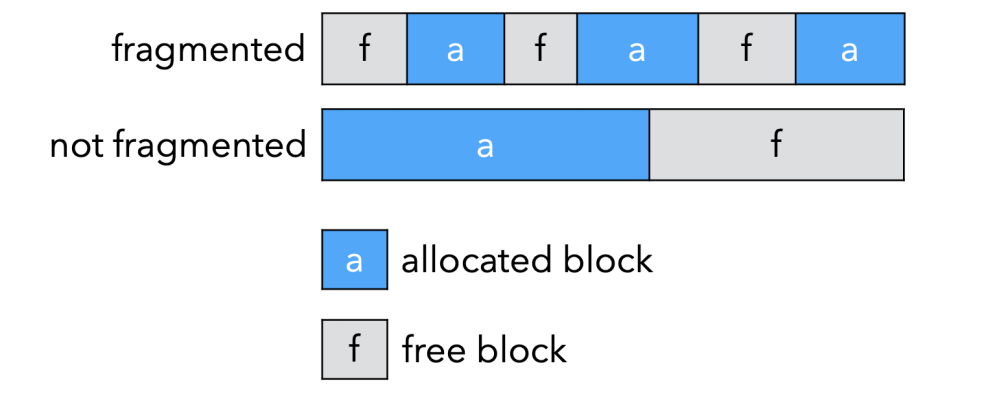 fragmented f a f a f a
not fragmented a f
a allocated block
f free block